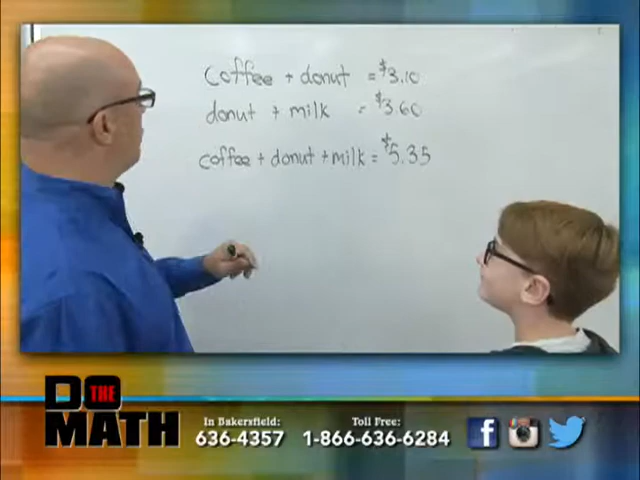 Coffee + donut = $3.10
donut + milk = $3.60
coffee + donut + milk = $5.35
DO THE MATH
In Bakersfield: 636-4357
Toll Free: 1-866-636-6284